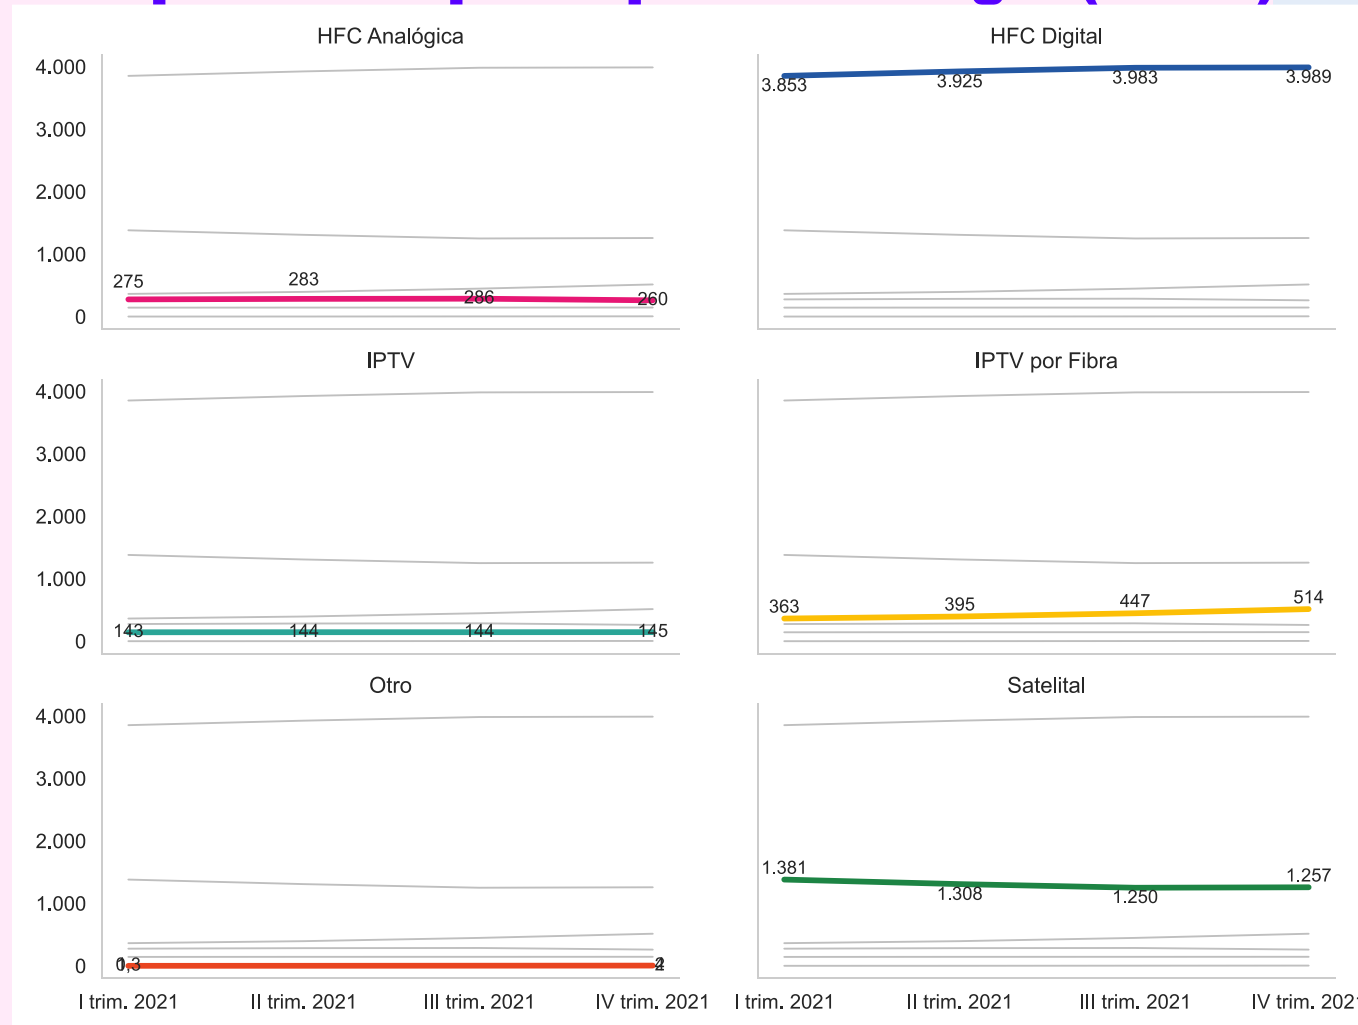 HFC Analógica
HFC Digital
4.000
3.000
2.000
1.000
0
275
283
286
260
3.853
3.925
3.983
3.989
IPTV
IPTV por Fibra
4.000
3.000
2.000
1.000
0
143
144
144
145
363
395
447
514
Otro
Satelital
4.000
3.000
2.000
1.000
0
1.381
1.308
1.250
1.257
I trim. 2021
II trim. 2021
III trim. 2021
IV trim. 2021
I trim. 2021
II trim. 2021
III trim. 2021
IV trim. 2021